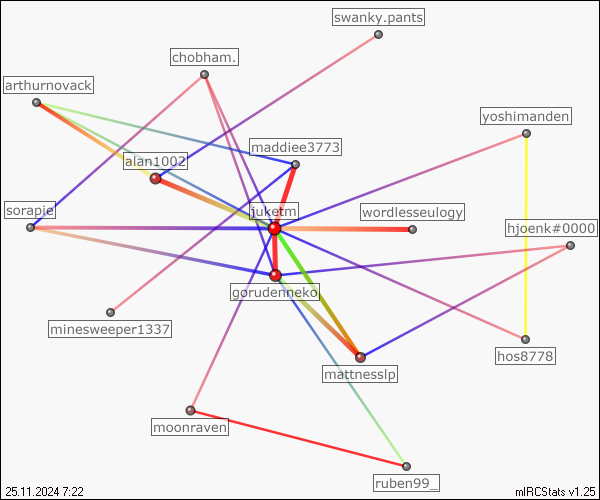 swanky.pants
chobham.
arthurnovack
yoshimanden
maddiee3773
alan1002
sorapje
juketm
wordlesseulogy
hjoenk#0000
gorudenneko
minesweeper1337
hos8778
mattnesslp
moonraven
ruben99_
25.11.2024 7:22
mIRCStats v1.25